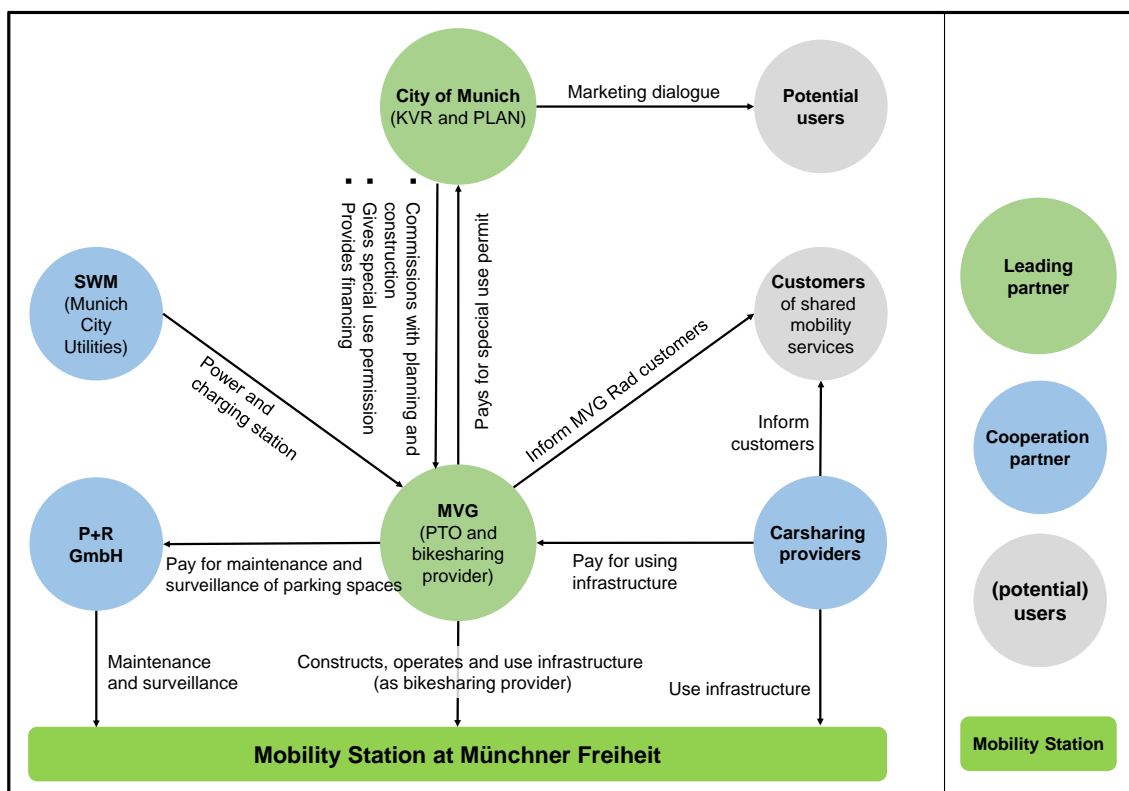 City of Munich
(KVR and PLAN)
Marketing dialogue
Potential
users
▪ Commissions with planning and
construction
▪ Gives special use permission
▪ Provides financing
Pays for special use permit
SWM
(Munich
City
Utilities)
Power and
charging station
Customers
of shared
mobility
services
Inform MVG Rad customers
Inform
customers
P+R
GmbH
Pay for maintenance and
surveillance of parking spaces
MVG
(PTO and
bikesharing
provider)
Pay for using
infrastructure
Carsharing
providers
Maintenance
and surveillance
Constructs, operates and use infrastructure
(as bikesharing provider)
Use infrastructure
Mobility Station at Münchner Freiheit
Leading
partner
Cooperation
partner
(potential)
users
Mobility Station